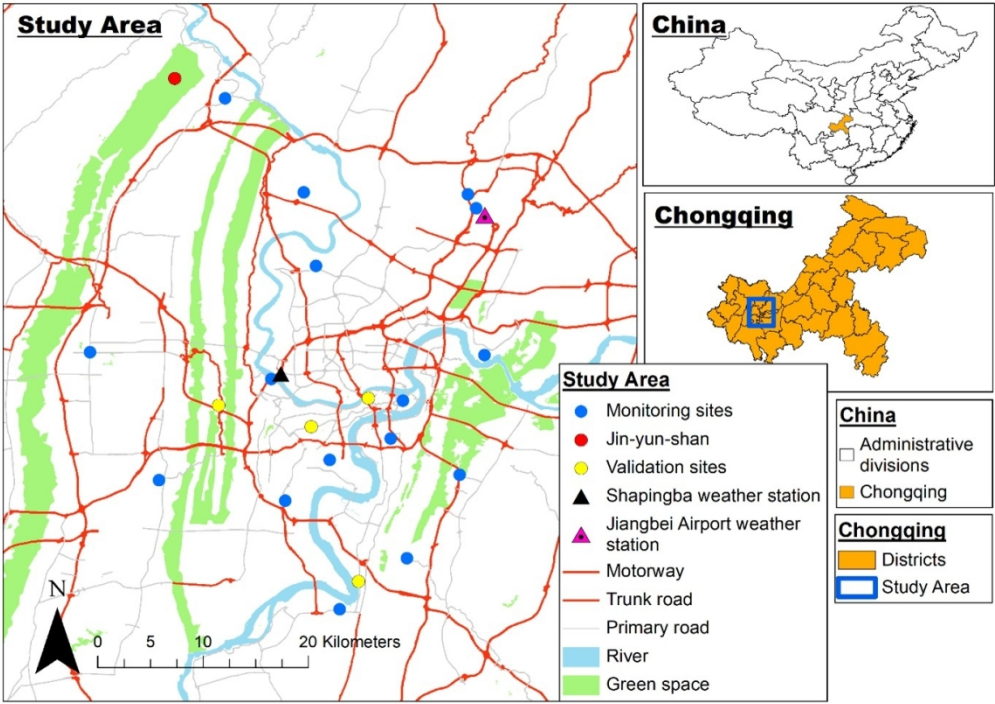 Study Area
N
0 5 10 20 Kilometers
China
Chongqing
Study Area
Monitoring sites
Jin-yun-shan
Validation sites
Shapingba weather station
Jiangbei Airport weather
station
Motorway
Trunk road
Primary road
River
Green space
China
Administrative
divisions
Chongqing
Chongqing
Districts
Study Area